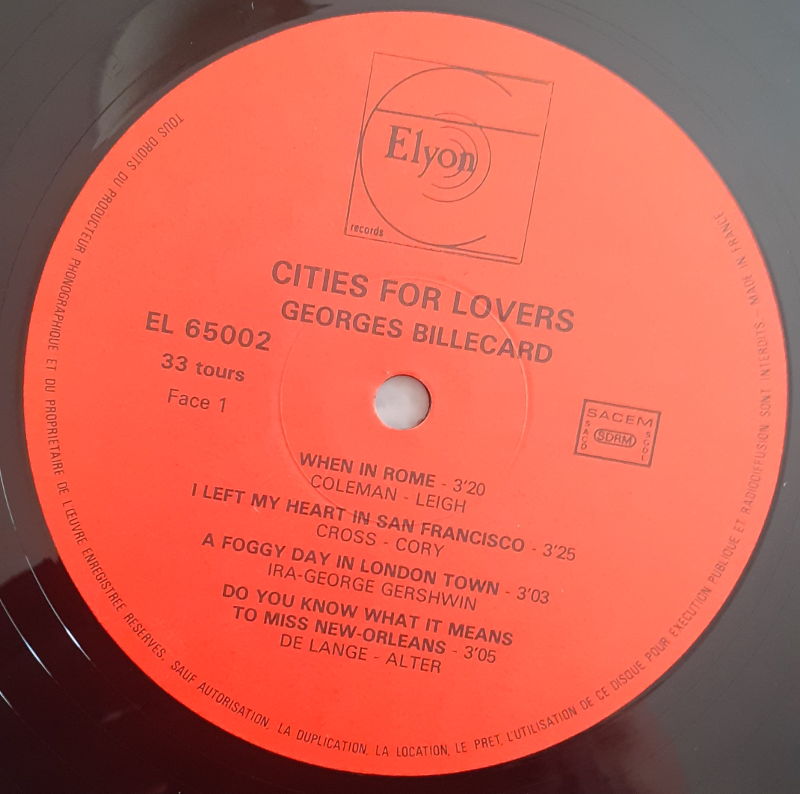 Elyon
records
CITIES FOR LOVERS
GEORGES BILLECARD
EL 65002
33 tours
Face 1
SACEM
SACD
SDRM
SGDL
WHEN IN ROME - 3'20
COLEMAN - LEIGH
I LEFT MY HEART IN SAN FRANCISCO - 3'25
CROSS - CORY
A FOGGY DAY IN LONDON TOWN - 3'03
IRA-GEORGE GERSHWIN
DO YOU KNOW WHAT IT MEANS
TO MISS NEW-ORLEANS - 3'05
DE LANGE - ALTER
TOUS DROITS DU PRODUCTEUR PHONOGRAPHIQUE ET DU PROPRIETAIRE DE L'ŒUVRE ENREGISTREE RESERVES. SAUF AUTORISATION, LA DUPLICATION, LA LOCATION, LE PRET, L'UTILISATION DE CE DISQUE POUR EXECUTION PUBLIQUE ET RADIODIFFUSION SONT INTERDITS - MADE IN FRANCE